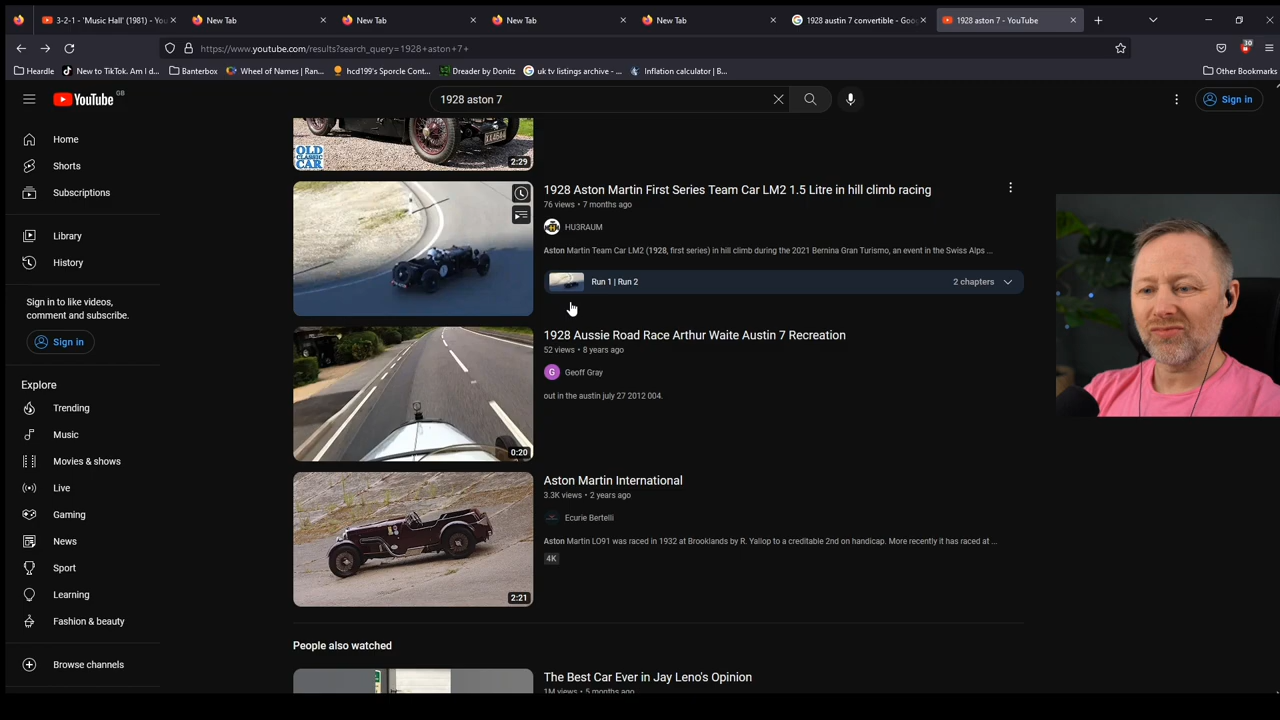 3-2-1 - 'Music Hall' (1981) - You
New Tab
New Tab
New Tab
New Tab
1928 austin 7 convertible - Goo
1928 aston 7 - YouTube
https://www.youtube.com/results?search_query=1928+aston+7+
30
Heardle
New to TikTok. Am I d...
Banterbox
Wheel of Names | Ran...
hcd199's Sporcle Cont...
Dreader by Donitz
uk tv listings archive - ...
Inflation calculator | B...
Other Bookmarks
YouTube GB
1928 aston 7
Sign in
Home
Shorts
Subscriptions
Library
History
Sign in to like videos,
comment and subscribe.
Sign in
Explore
Trending
Music
Movies & shows
Live
Gaming
News
Sport
Learning
Fashion & beauty
Browse channels
OLD
CLASSIC
CAR
2:29
1928 Aston Martin First Series Team Car LM2 1.5 Litre in hill climb racing
76 views • 7 months ago
HU3RAUM
Aston Martin Team Car LM2 (1928, first series) in hill climb during the 2021 Bernina Gran Turismo, an event in the Swiss Alps ...
Run 1 | Run 2
2 chapters
0:20
1928 Aussie Road Race Arthur Waite Austin 7 Recreation
52 views • 8 years ago
G
Geoff Gray
out in the austin july 27 2012 004.
2:21
Aston Martin International
3.3K views • 2 years ago
Ecurie Bertelli
Aston Martin LO91 was raced in 1932 at Brooklands by R. Yallop to a creditable 2nd on handicap. More recently it has raced at ...
4K
People also watched
The Best Car Ever in Jay Leno's Opinion
1M views • 5 months ago